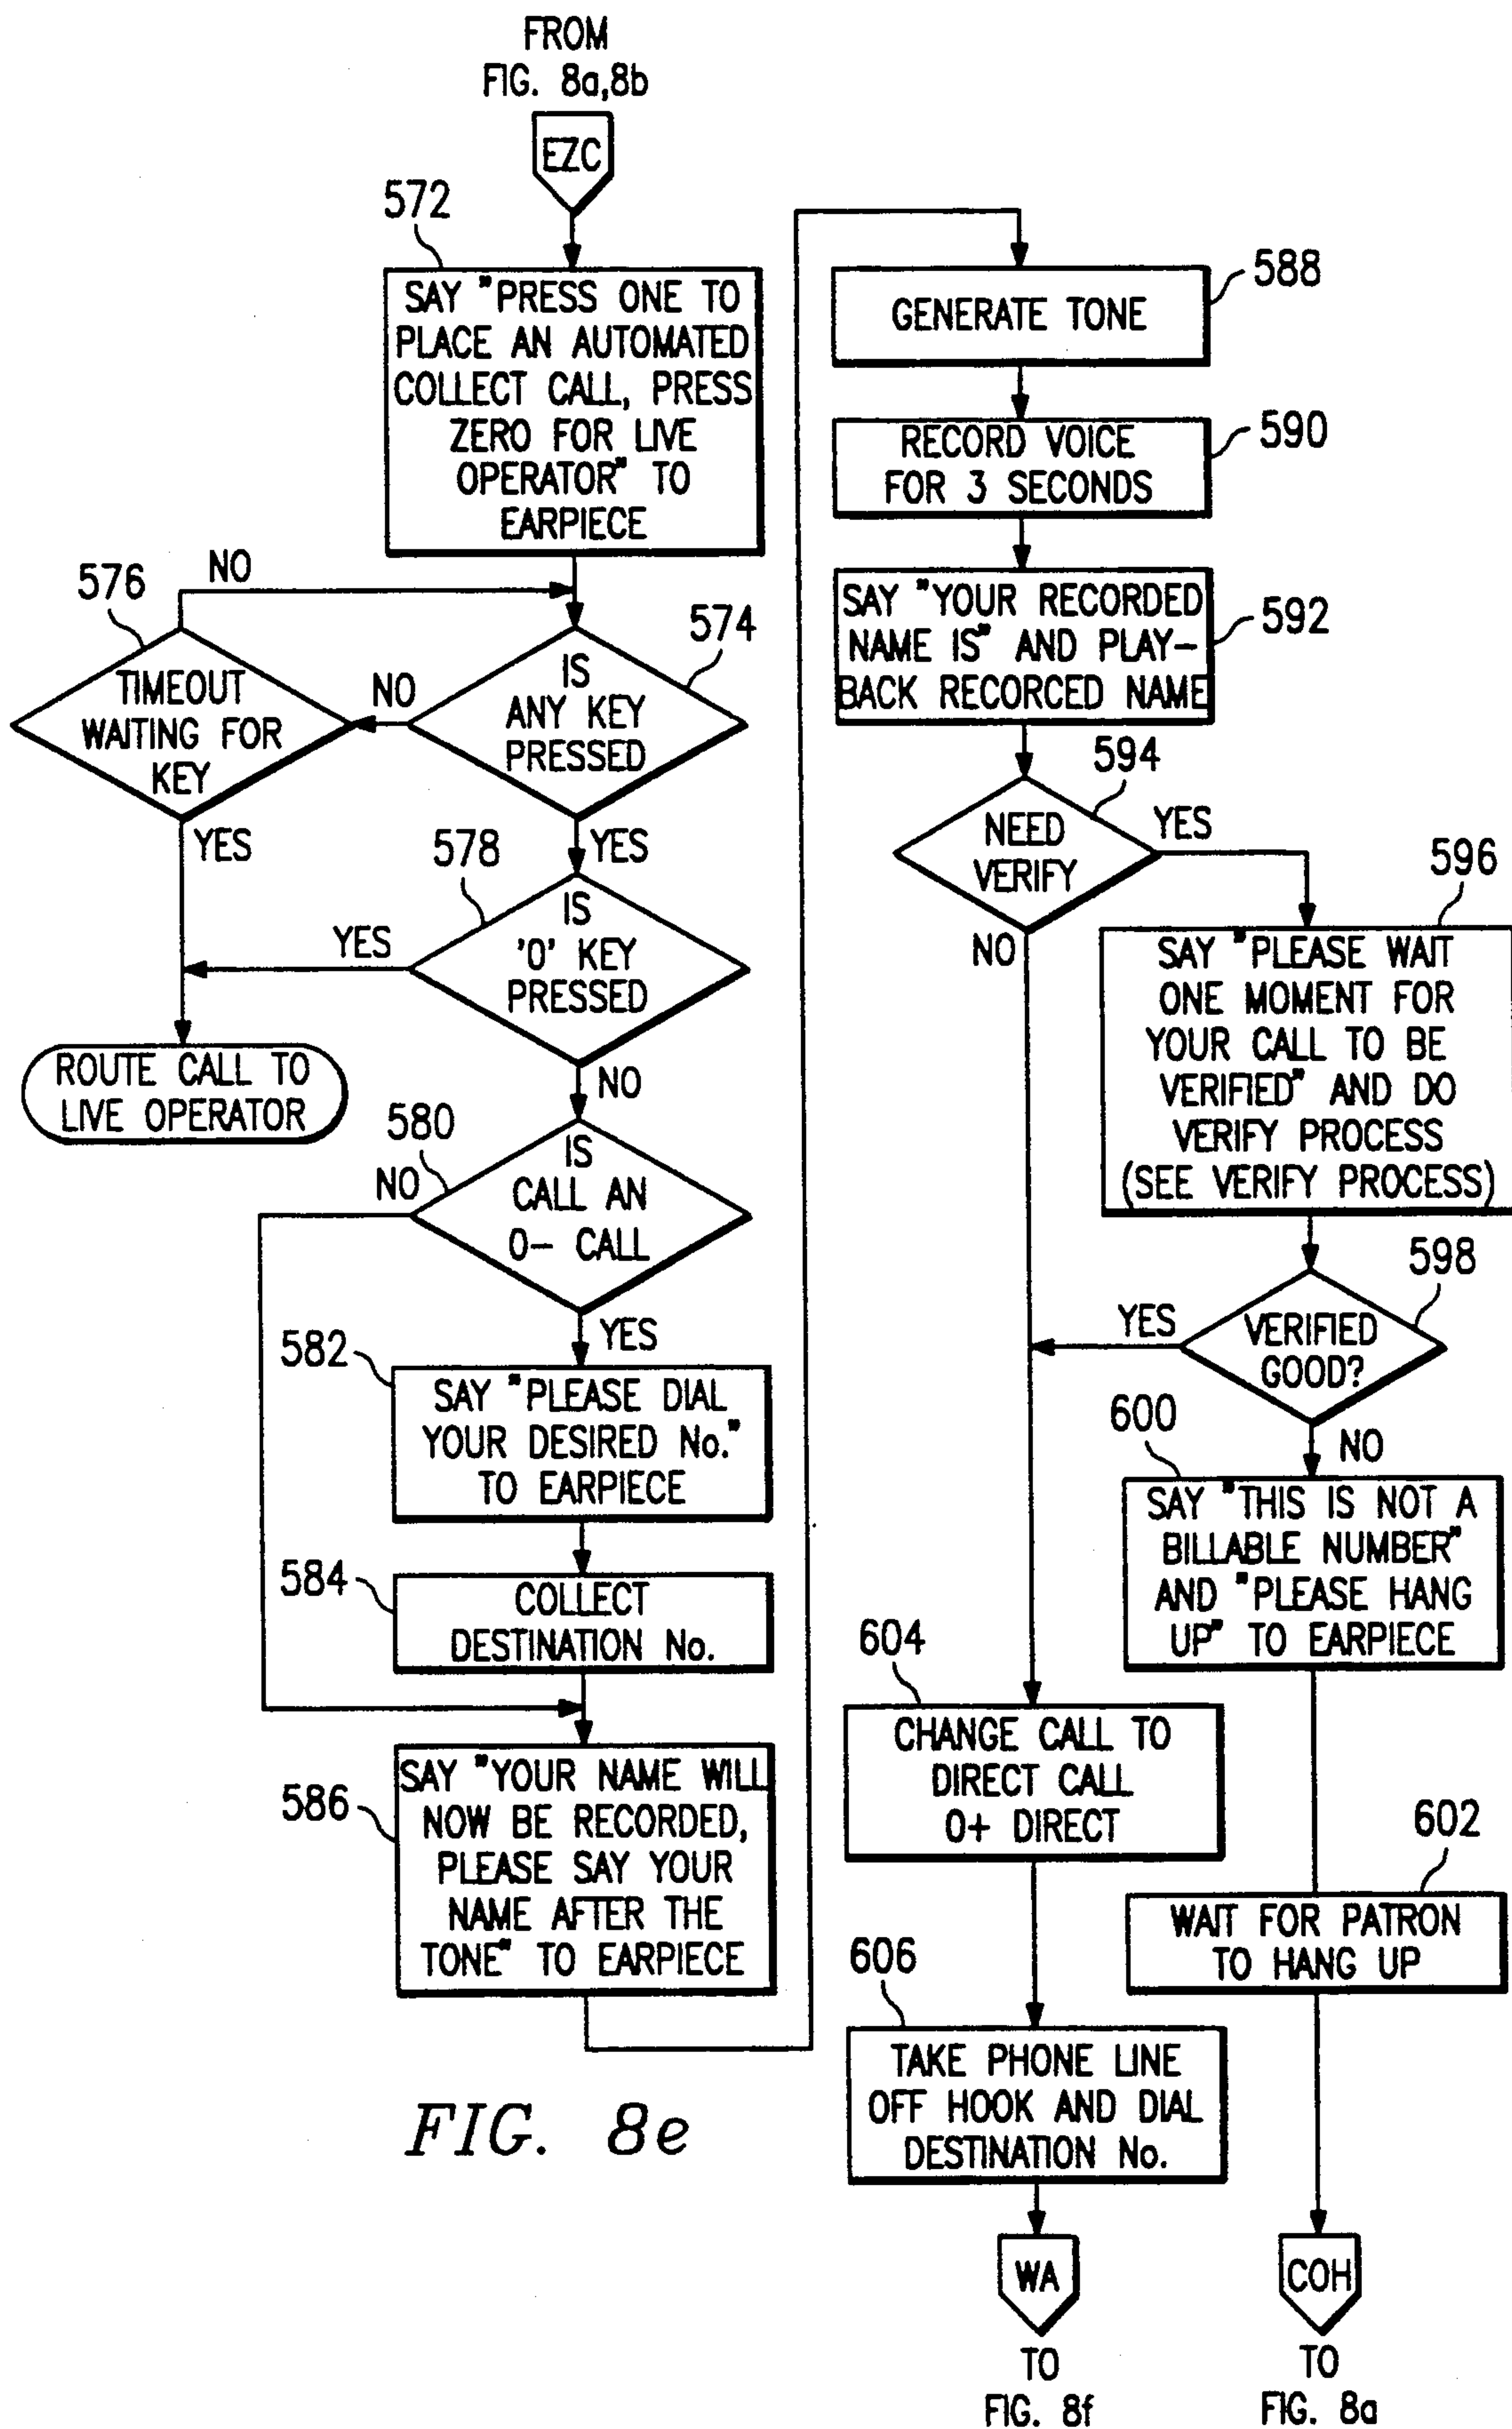 FROM
FIG. 8a,8b
EZC
572
SAY "PRESS ONE TO
PLACE AN AUTOMATED
COLLECT CALL, PRESS
ZERO FOR LIVE
OPERATOR" TO
EARPIECE
NO
576
TIMEOUT
WAITING FOR
KEY
NO
574
IS
ANY KEY
PRESSED
YES
YES
578
IS
'0' KEY
PRESSED
YES
ROUTE CALL TO
LIVE OPERATOR
NO
580
IS
CALL AN
0- CALL
NO
YES
582
SAY "PLEASE DIAL
YOUR DESIRED No."
TO EARPIECE
584
COLLECT
DESTINATION No.
586
SAY "YOUR NAME WILL
NOW BE RECORDED,
PLEASE SAY YOUR
NAME AFTER THE
TONE" TO EARPIECE
588
GENERATE TONE
590
RECORD VOICE
FOR 3 SECONDS
592
SAY "YOUR RECORDED
NAME IS" AND PLAY-
BACK RECORCED NAME
594
NEED
VERIFY
YES
NO
596
SAY "PLEASE WAIT
ONE MOMENT FOR
YOUR CALL TO BE
VERIFIED" AND DO
VERIFY PROCESS
(SEE VERIFY PROCESS)
598
VERIFIED
GOOD?
YES
NO
600
SAY "THIS IS NOT A
BILLABLE NUMBER"
AND "PLEASE HANG
UP" TO EARPIECE
604
CHANGE CALL TO
DIRECT CALL
0+ DIRECT
602
WAIT FOR PATRON
TO HANG UP
606
TAKE PHONE LINE
OFF HOOK AND DIAL
DESTINATION No.
WA
TO
FIG. 8f
COH
TO
FIG. 8a
FIG. 8e